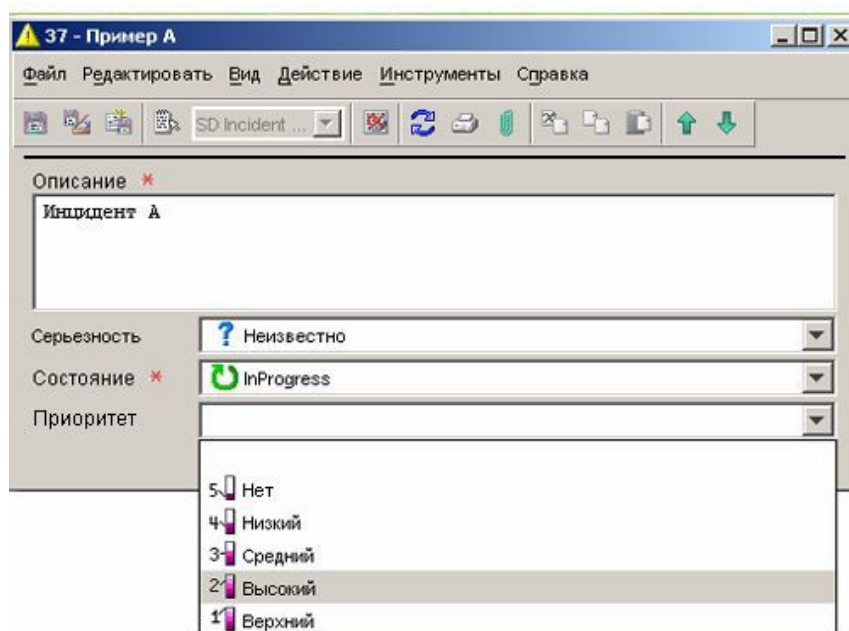 37 - Пример А
Файл Редактировать Вид Действие Инструменты Справка
SD Incident ...
Описание *
Инцидент А
Серьезность ? Неизвестно
Состояние * InProgress
Приоритет
5 Нет
4 Низкий
3 Средний
2 Высокий
1 Верхний